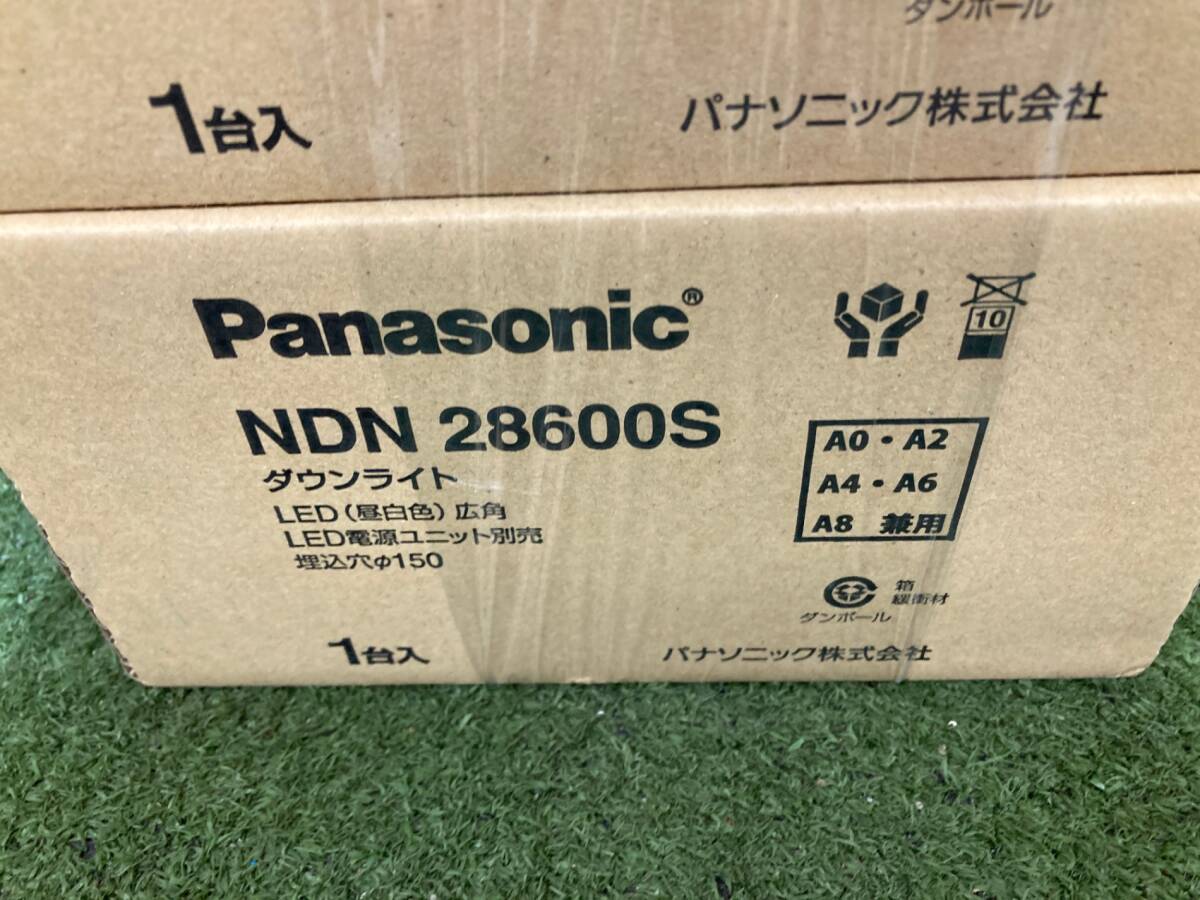 ダンボール
1台入 パナソニック株式会社
Panasonic®
10
NDN 28600S
ダウンライト
LED（昼白色）広角
LED電源ユニット別売
埋込穴φ150
A0・A2
A4・A6
A8 兼用
箱
緩衝材
ダンボール
1台入 パナソニック株式会社